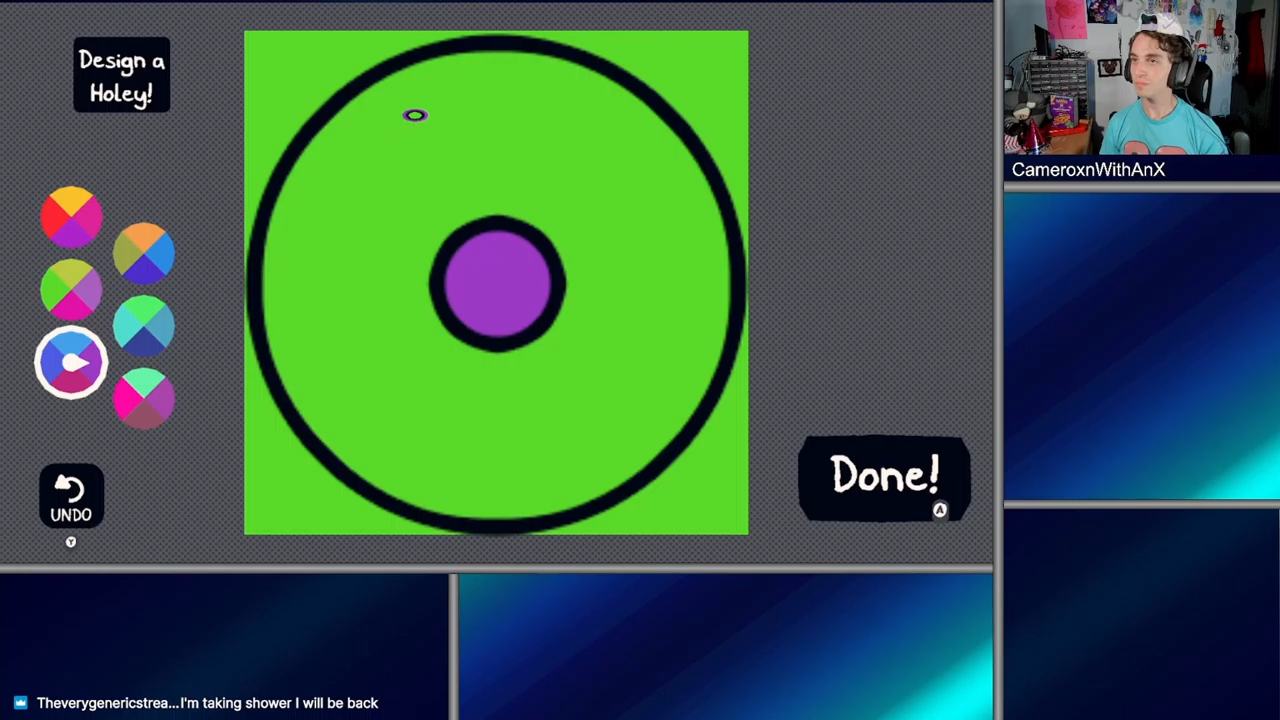 Design a
Holey!
CameroxnWithAnX
UNDO
Y
Done!
A
Theverygenericstrea...I'm taking shower I will be back